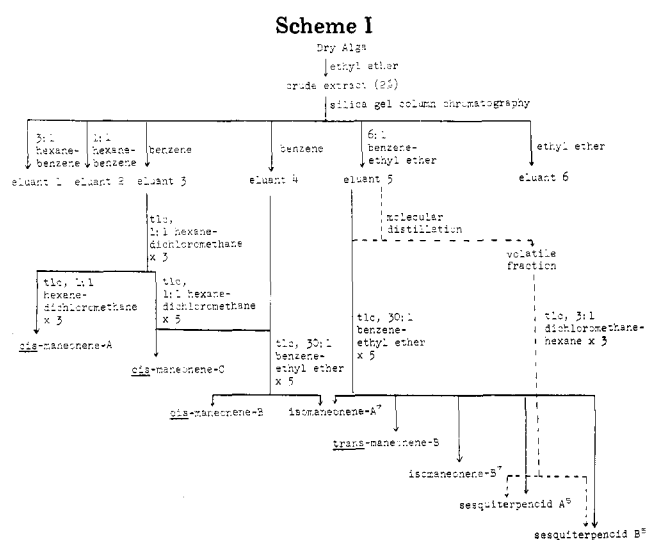 Scheme I
Dry Alga
ethyl ether
crude extract (2%)
silica gel column chromatography
3:1
hexane-
benzene
1:1
hexane-
benzene
benzene
benzene
6:1
benzene-
ethyl ether
ethyl ether
eluant 1
eluant 2
eluant 3
eluant 4
eluant 5
eluant 6
tlc,
1:1 hexane-
dichloromethane
x 3
molecular
distillation
volatile
fraction
tlc, 1:1
hexane-
dichloromethane
x 3
tlc,
1:1 hexane-
dichloromethane
x 5
tlc, 30:1
benzene-
ethyl ether
x 5
tlc, 30:1
benzene-
ethyl ether
x 5
tlc, 3:1
dichloromethane-
hexane x 3
cis-maneonene-A
cis-maneonene-C
cis-maneonene-B
isomaneonene-A⁷
trans-maneonene-B
isomaneonene-B⁷
sesquiterpenoid A⁵
sesquiterpenoid B⁵